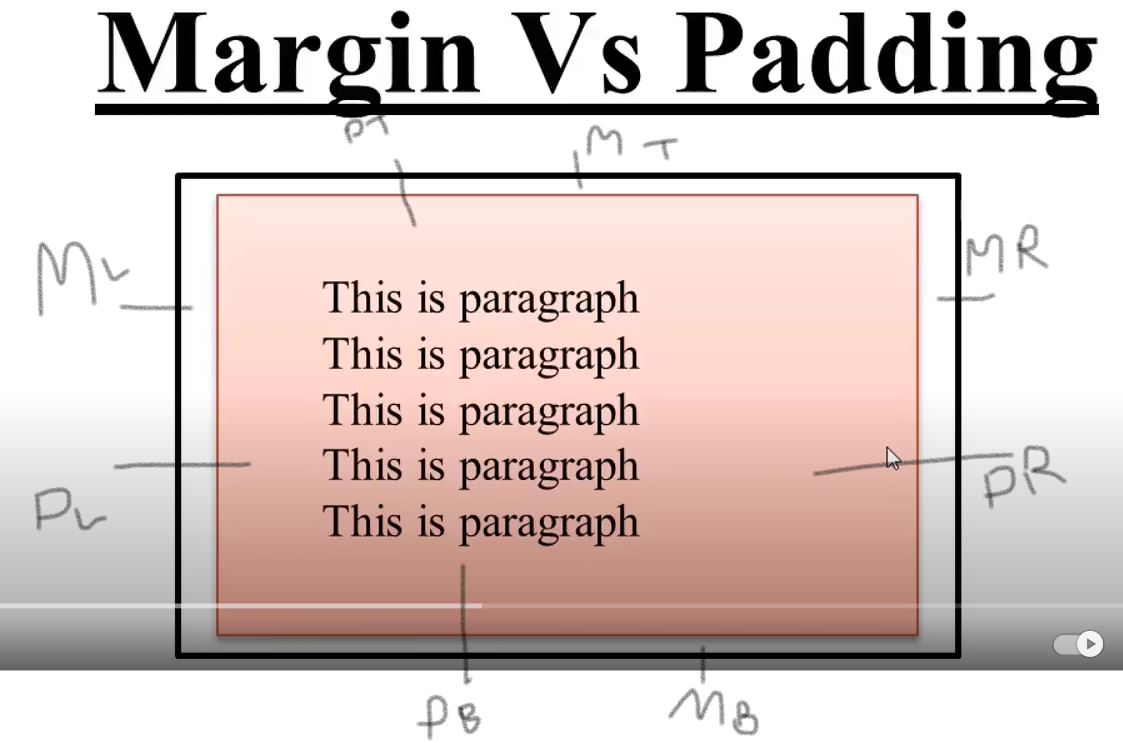 Margin Vs Padding
PT
MT
ML
MR
This is paragraph
This is paragraph
This is paragraph
This is paragraph
This is paragraph
PL
PR
PB
MB